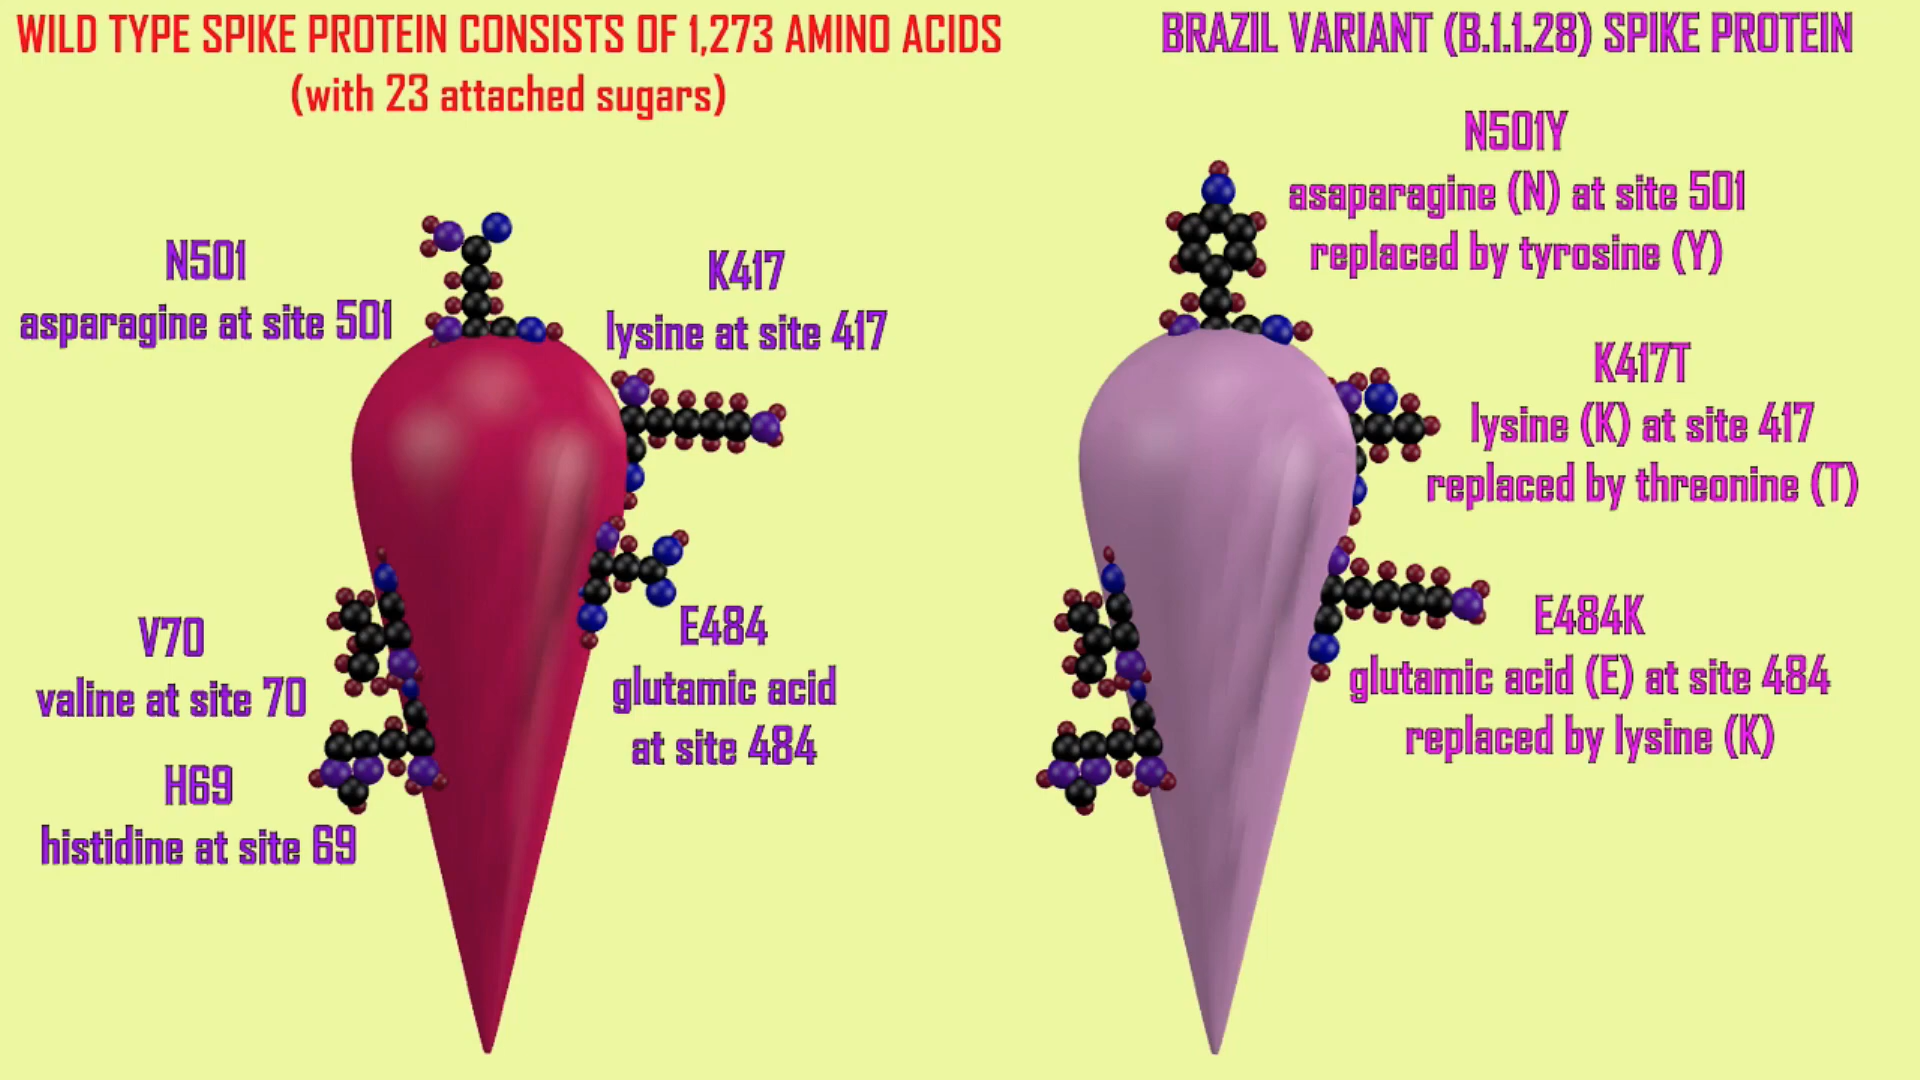 WILD TYPE SPIKE PROTEIN CONSISTS OF 1,273 AMINO ACIDS
(with 23 attached sugars)
N501
asparagine at site 501
K417
lysine at site 417
V70
valine at site 70
E484
glutamic acid
at site 484
H69
histidine at site 69
BRAZIL VARIANT (B.1.1.28) SPIKE PROTEIN
N501Y
asaparagine (N) at site 501
replaced by tyrosine (Y)
K417T
lysine (K) at site 417
replaced by threonine (T)
E484K
glutamic acid (E) at site 484
replaced by lysine (K)